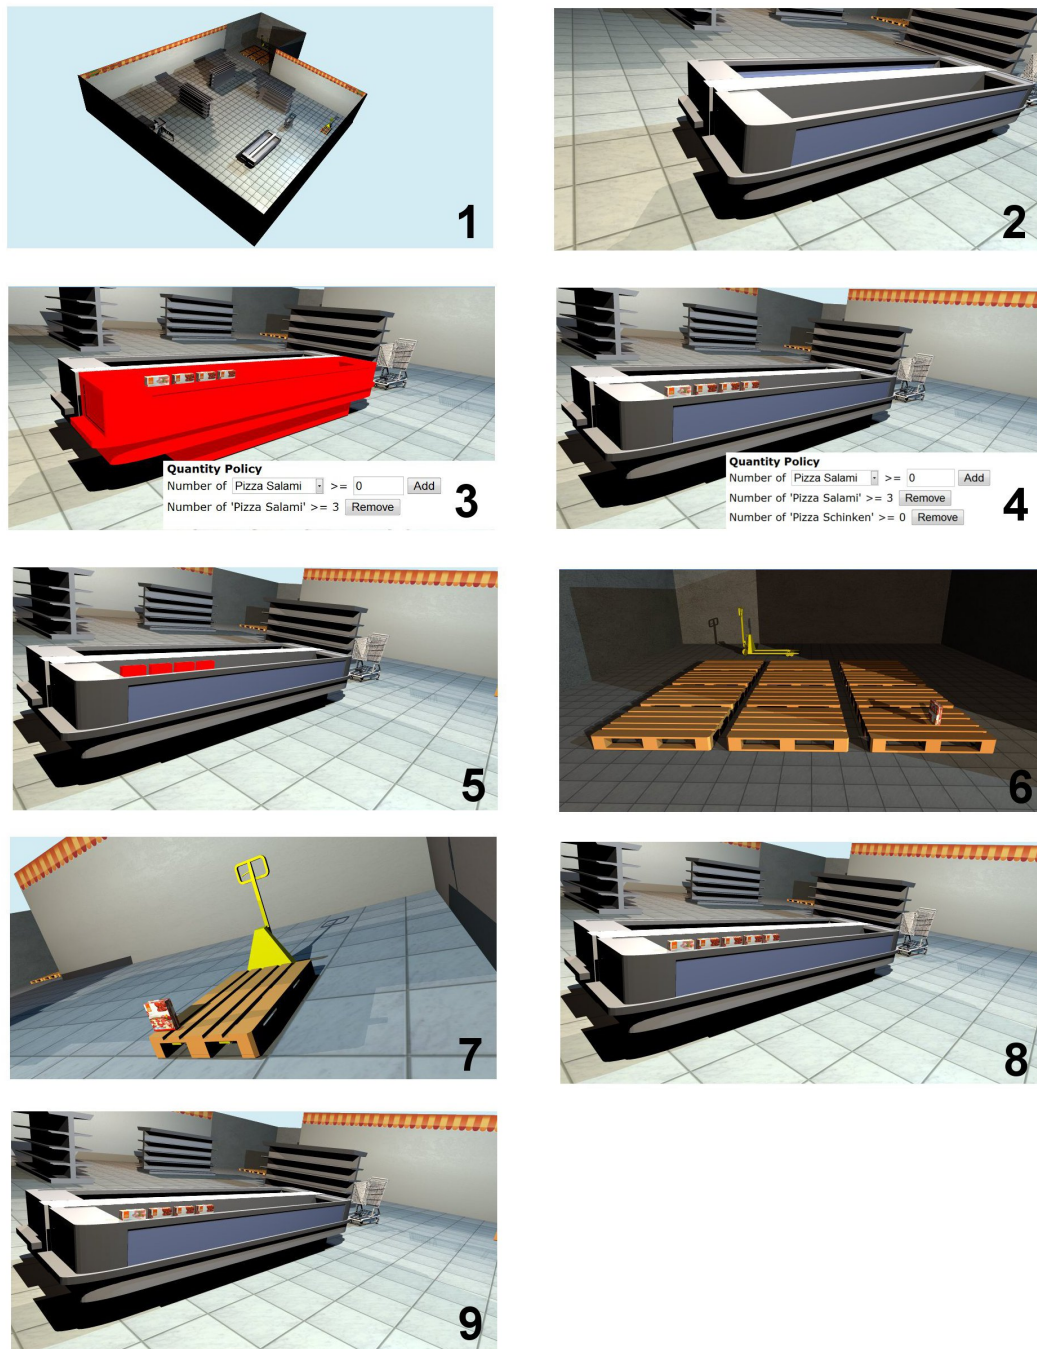 1
2
Quantity Policy
Number of Pizza Salami >= 0 Add
Number of 'Pizza Salami' >= 3 Remove
3
Quantity Policy
Number of Pizza Salami >= 0 Add
Number of 'Pizza Salami' >= 3 Remove
Number of 'Pizza Schinken' >= 0 Remove
4
5
6
7
8
9